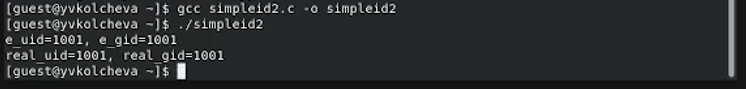 [guest@yvkolcheva ~]$ gcc simpleid2.c -o simpleid2
[guest@yvkolcheva ~]$ ./simpleid2
e_uid=1001, e_gid=1001
real_uid=1001, real_gid=1001
[guest@yvkolcheva ~]$